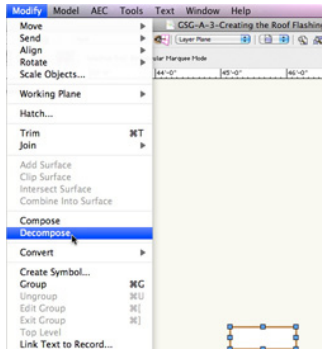 Modify Model AEC Tools Text Window Help
GSG-A-3-Creating the Roof Flashing
Layer Plane
Marquee Mode
44'-0" 45'-0" 46'-0"
Move
Send
Align
Rotate
Scale Objects...
Working Plane
Hatch...
Trim ⌘T
Join
Add Surface
Clip Surface
Intersect Surface
Combine Into Surface
Compose
Decompose
Convert
Create Symbol...
Group ⌘G
Ungroup ⌘U
Edit Group ⌘[
Exit Group ⌘]
Top Level
Link Text to Record...